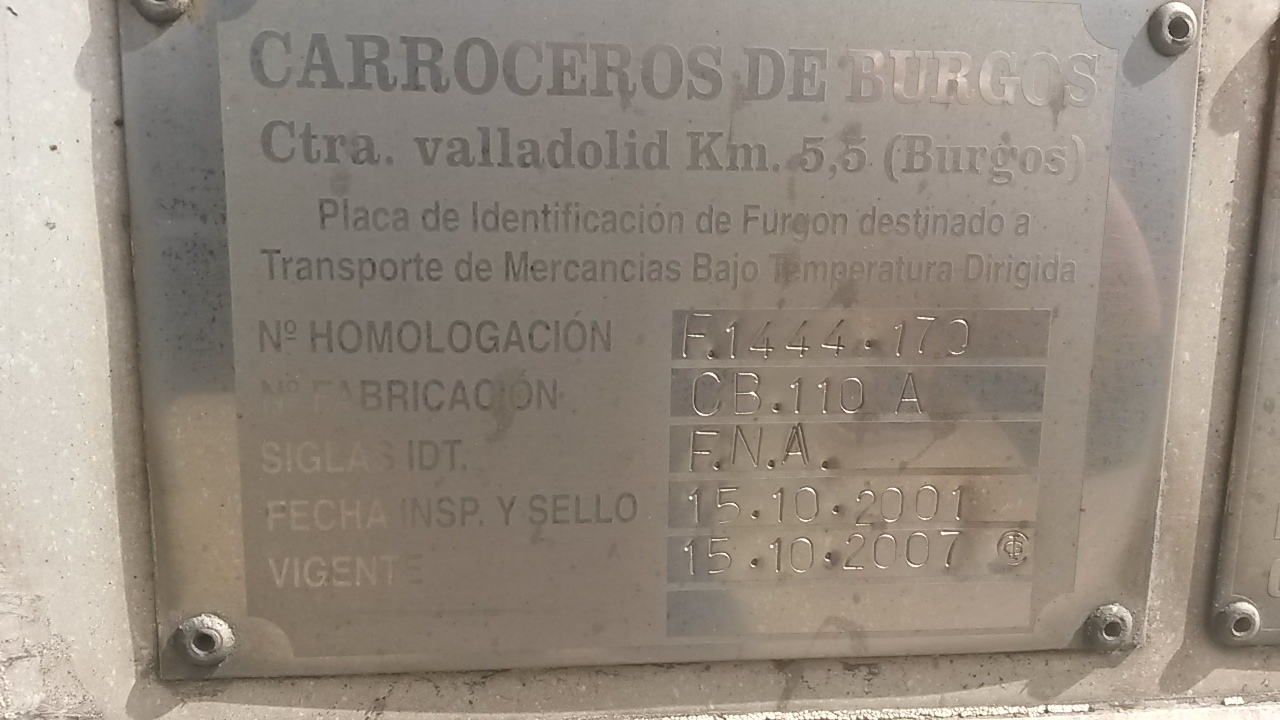 CARROCEROS DE BURGOS
Ctra. valladolid Km. 5,5 (Burgos)
Placa de Identificación de Furgon destinado a
Transporte de Mercancias Bajo Temperatura Dirigida
Nº HOMOLOGACIÓN F.1444.170
Nº FABRICACIÓN CB.110 A
SIGLAS IDT. F.N.A.
FECHA INSP. Y SELLO 15.10.2001
VIGENTE 15.10.2007